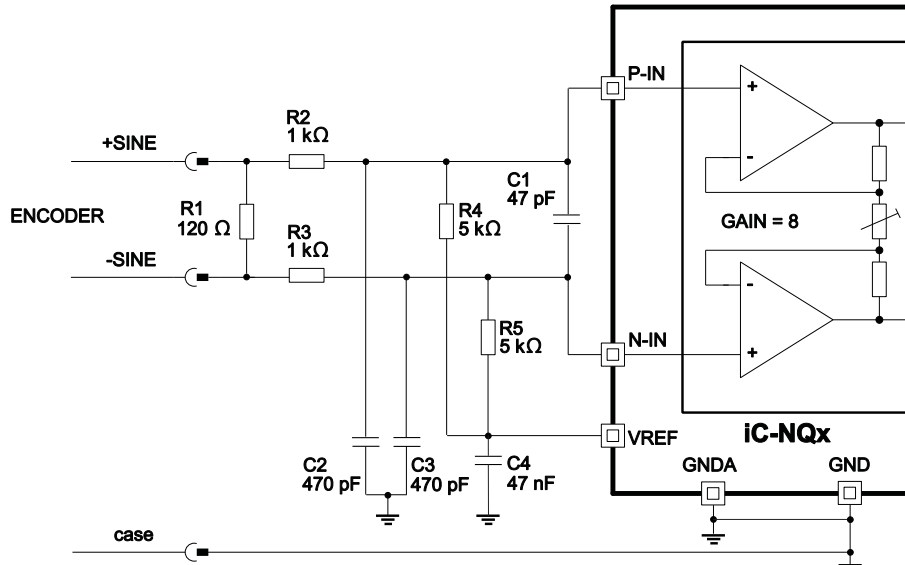 P-IN
+
-
GAIN = 8
-
+
R2
1 kΩ
+SINE
C1
47 pF
R1
120 Ω
R4
5 kΩ
ENCODER
R3
1 kΩ
-SINE
R5
5 kΩ
N-IN
iC-NQx
VREF
C2
470 pF
C3
470 pF
C4
47 nF
GNDA
GND
case